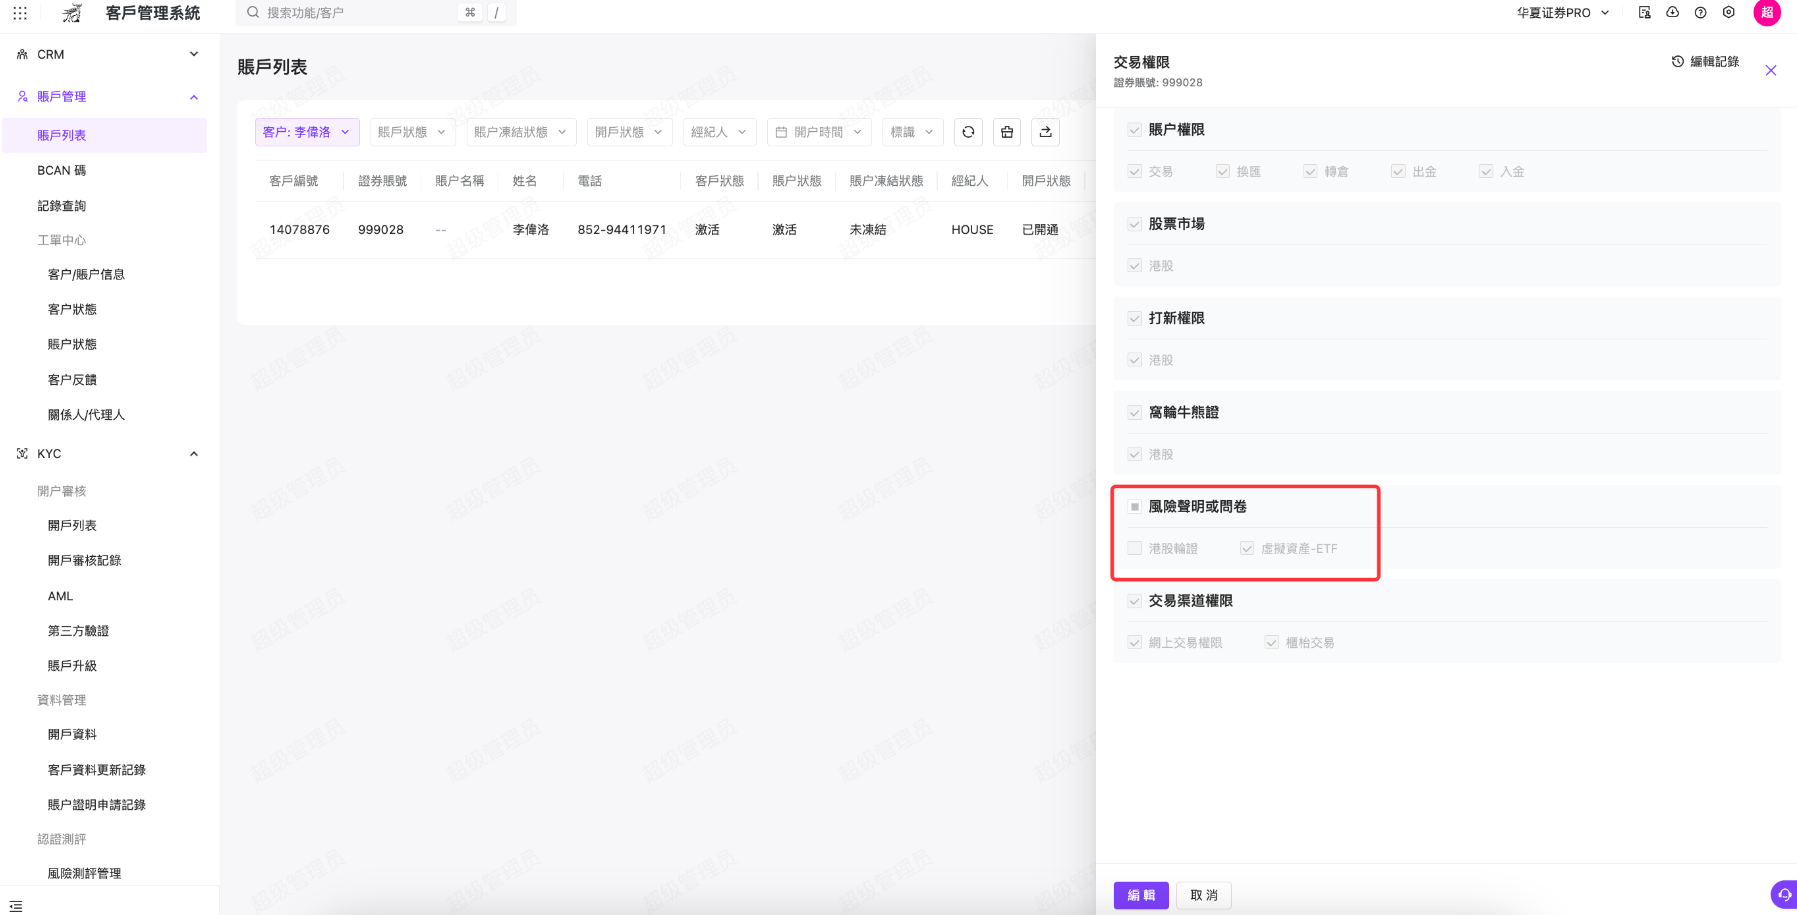 客戶管理系統
搜索功能/客户
⌘
/
华夏证券PRO
超
CRM
賬戶管理
賬戶列表
BCAN 碼
記錄查詢
工單中心
客户/賬户信息
客户狀態
賬户狀態
客户反饋
關係人/代理人
KYC
開戶審核
開戶列表
開戶審核記錄
AML
第三方驗證
賬戶升級
資料管理
開戶資料
客戶資料更新記錄
賬户證明申請記錄
認證測評
風險測評管理
賬戶列表
客户: 李偉洛
賬戶狀態
賬户凍結狀態
開戶狀態
經紀人
開户時間
標識
客戶編號 證券賬號 賬户名稱 姓名 電話 客戶狀態 賬户狀態 賬戶凍結狀態 經紀人 開戶狀態
14078876 999028 -- 李偉洛 852-94411971 激活 激活 未凍結 HOUSE 已開通
超级管理员
交易權限
證券賬號: 999028
編輯記錄
賬户權限
交易 換匯 轉倉 出金 入金
股票市場
港股
打新權限
港股
窩輪牛熊證
港股
風險聲明或問卷
港股輪證 虛擬資產-ETF
交易渠道權限
網上交易權限 櫃枱交易
編 輯
取 消